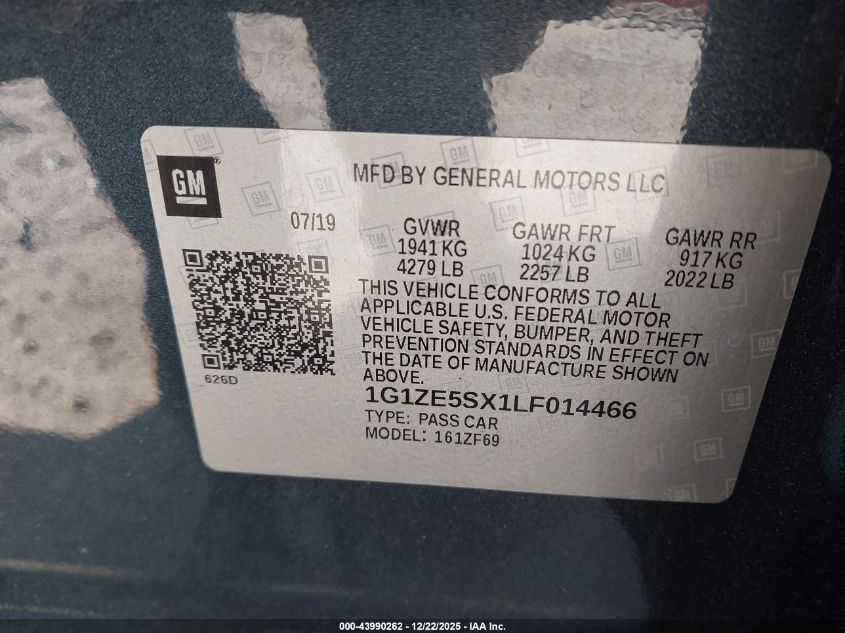 GM
MFD BY GENERAL MOTORS LLC
07/19
GVWR
1941 KG
4279 LB
GAWR FRT
1024 KG
2257 LB
GAWR RR
917 KG
2022 LB
THIS VEHICLE CONFORMS TO ALL
APPLICABLE U.S. FEDERAL MOTOR
VEHICLE SAFETY, BUMPER, AND THEFT
PREVENTION STANDARDS IN EFFECT ON
THE DATE OF MANUFACTURE SHOWN
ABOVE.
626D
1G1ZE5SX1LF014466
TYPE: PASS CAR
MODEL: 161ZF69
000-43990262 - 12/22/2025 - IAA Inc.